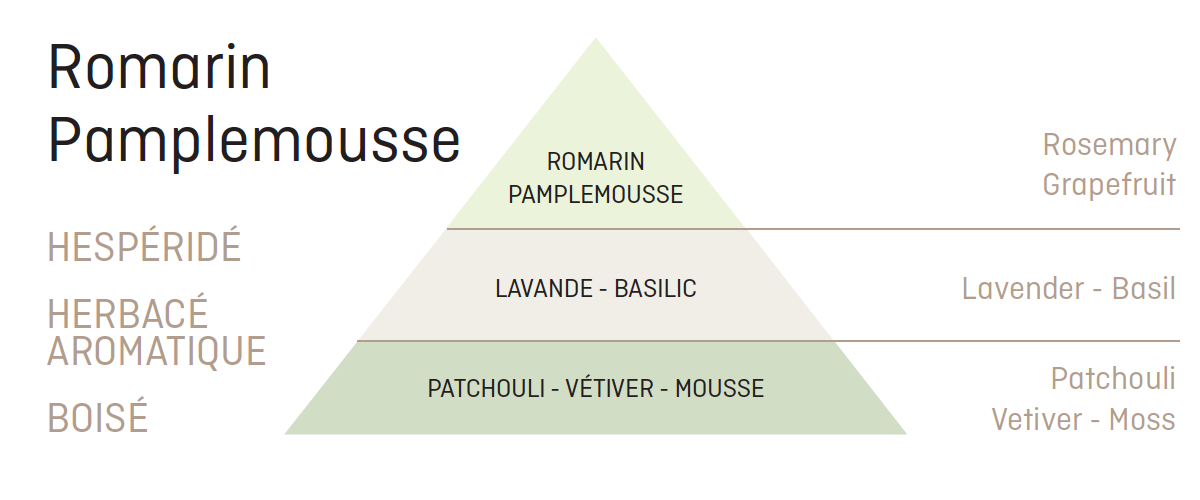 Romarin
Pamplemousse
HESPÉRIDÉ
HERBACÉ
AROMATIQUE
BOISÉ
ROMARIN
PAMPLEMOUSSE
LAVANDE - BASILIC
PATCHOULI - VÉTIVER - MOUSSE
Rosemary
Grapefruit
Lavender - Basil
Patchouli
Vetiver - Moss